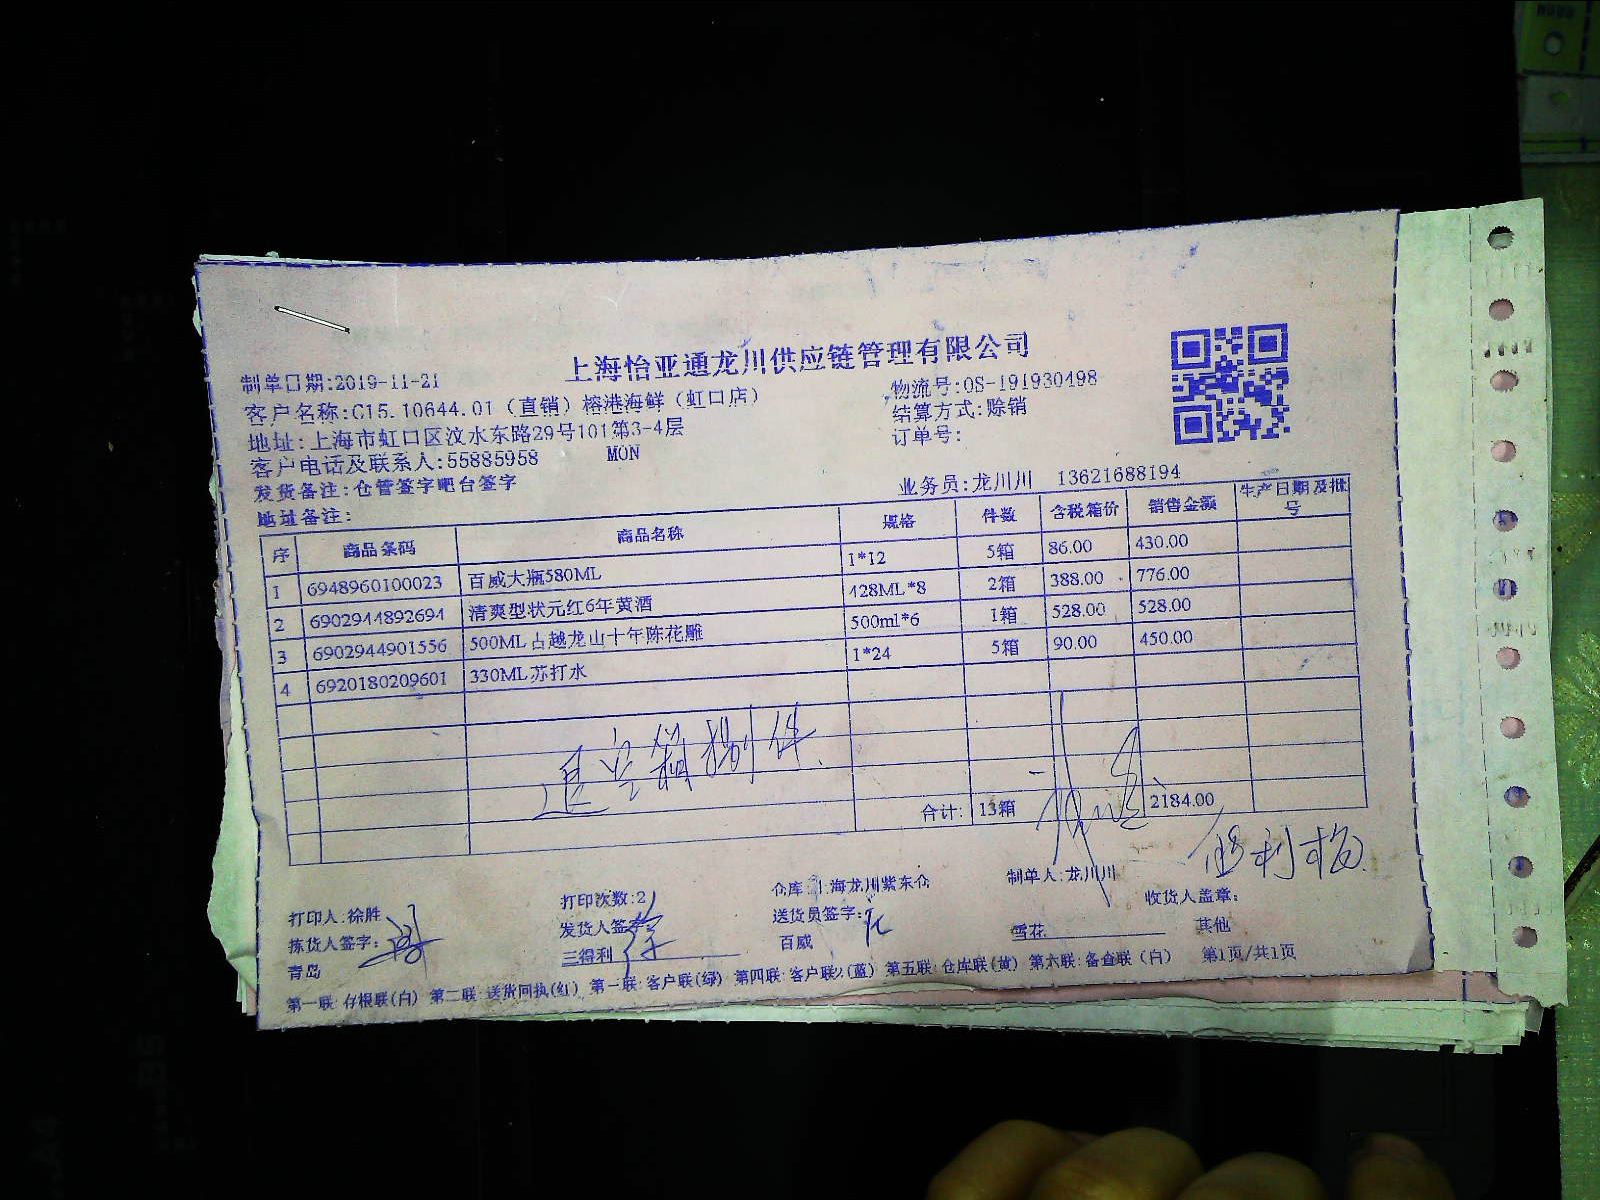 上海怡亚通龙川供应链管理有限公司
制单日期:2019-11-21
物流号:OS-191930498
客户名称:C15.10644.01（直销）榕港海鲜（虹口店）
结算方式:赊销
地址:上海市虹口区汶水东路29号101第3-4层
订单号:
客户电话及联系人:55885958 MON
发货备注:仓管签字吧台签字
业务员:龙川川 13621688194
地址备注:
序 商品条码 商品名称 规格 件数 含税箱价 销售金额 生产日期及批号
1 6948960100023 百威大瓶580ML 1*12 5箱 86.00 430.00
2 6902944892694 清爽型状元红6年黄酒 428ML*8 2箱 388.00 776.00
3 6902944901556 500ML古越龙山十年陈花雕 500ml*6 1箱 528.00 528.00
4 6920180209601 330ML苏打水 1*24 5箱 90.00 450.00
退空箱捌件
合计: 13箱 2184.00
打印人:徐胜 打印次数:2 仓库:上海龙川紫东仓 制单人:龙川川
拣货人签字: 发货人签字: 送货员签字: 收货人盖章:
青岛 三得利 百威 雪花 其他
第一联:存根联(白) 第二联:送货回执(红) 第一联:客户联(绿) 第四联:客户联2(蓝) 第五联:仓库联(黄) 第六联:备查联(白) 第1页/共1页